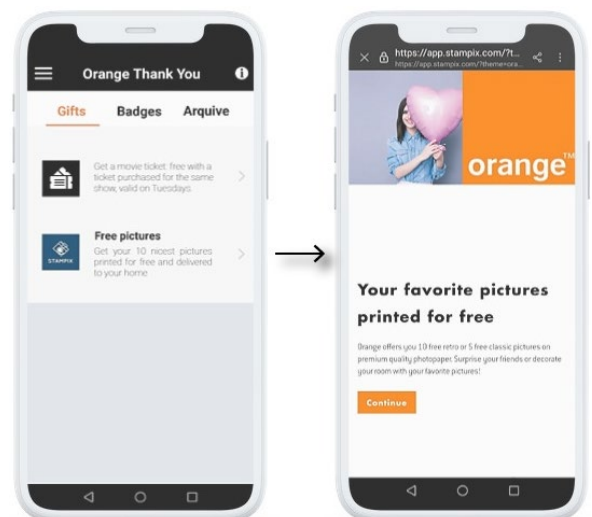 Orange Thank You
Gifts Badges Arquive
Get a movie ticket free with a
ticket purchased for the same
show, valid on Tuesdays.
STAMPIX
Free pictures
Get your 10 nicest pictures
printed for free and delivered
to your home
https://app.stampix.com/?t...
https://app.stampix.com/?theme=ora...
orange™
Your favorite pictures
printed for free
Orange offers you 10 free retro or 5 free classic pictures on
premium quality photopaper. Surprise your friends or decorate
your room with your favorite pictures!
Continue